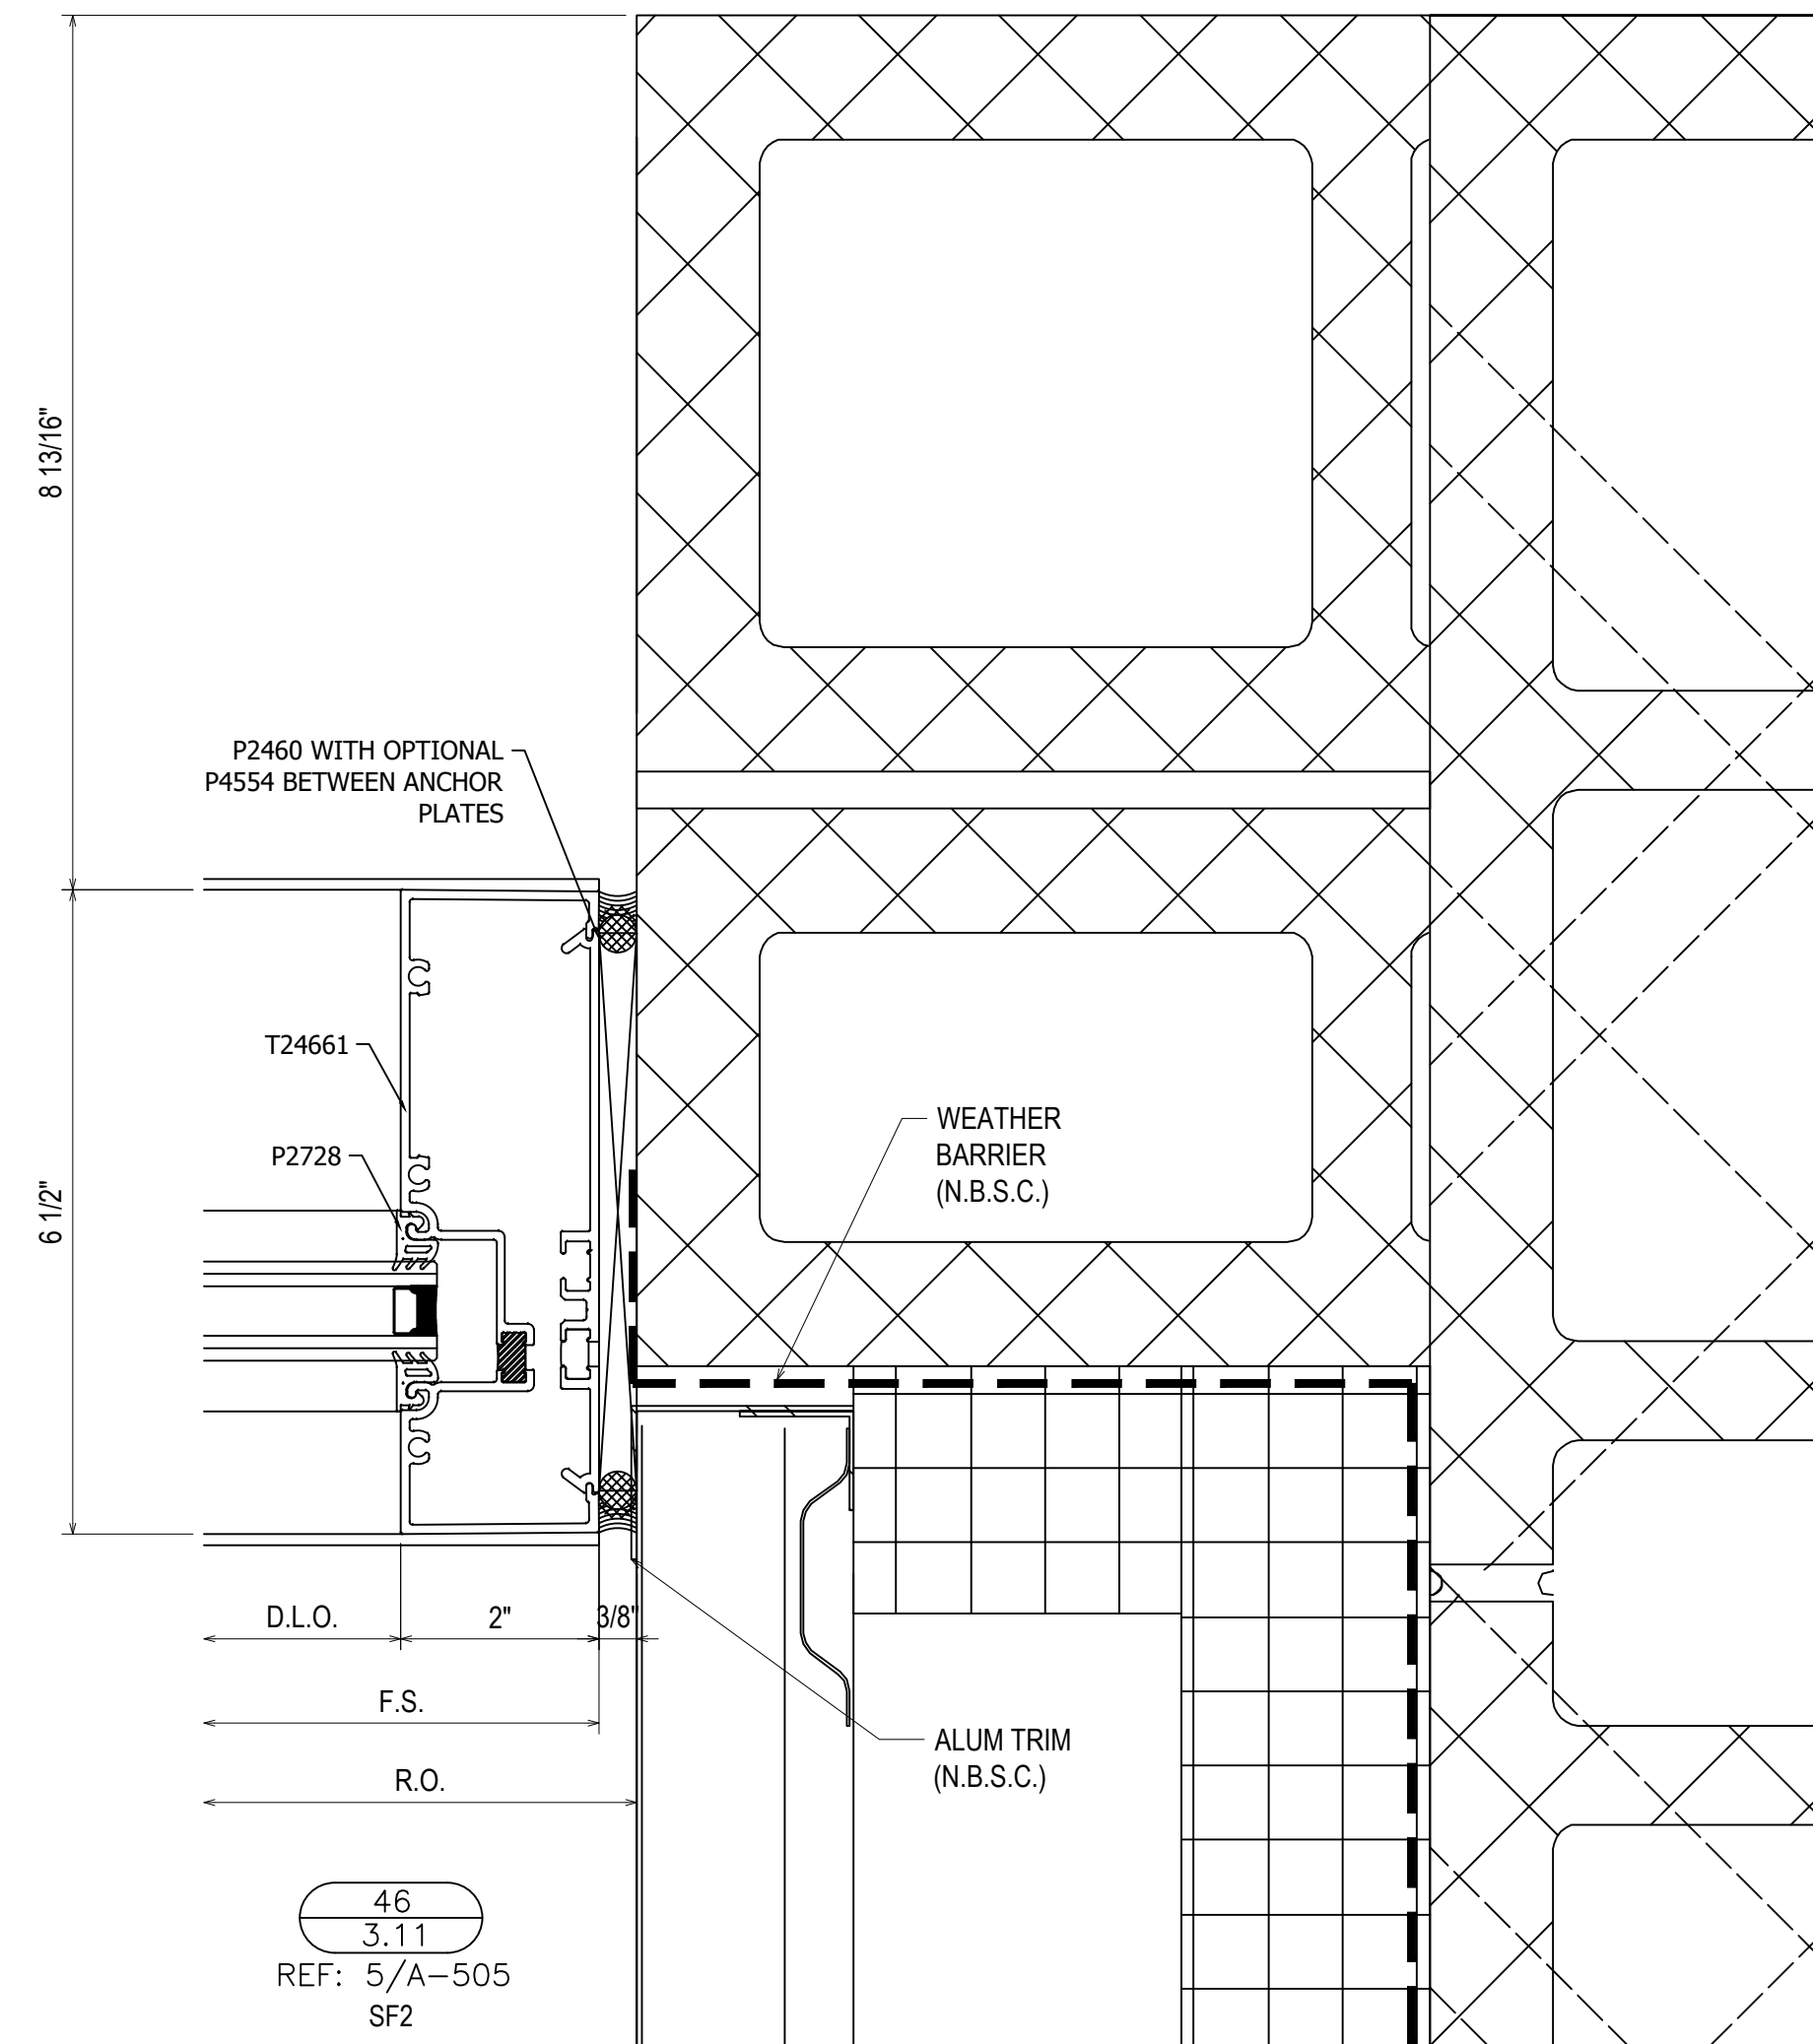 8 13/16"
P2460 WITH OPTIONAL
P4554 BETWEEN ANCHOR
PLATES
T24661
WEATHER
BARRIER
(N.B.S.C.)
P2728
6 1/2"
D.L.O.
2"
3/8"
F.S.
ALUM TRIM
(N.B.S.C.)
R.O.
46
3.11
REF: 5/A-505
SF2